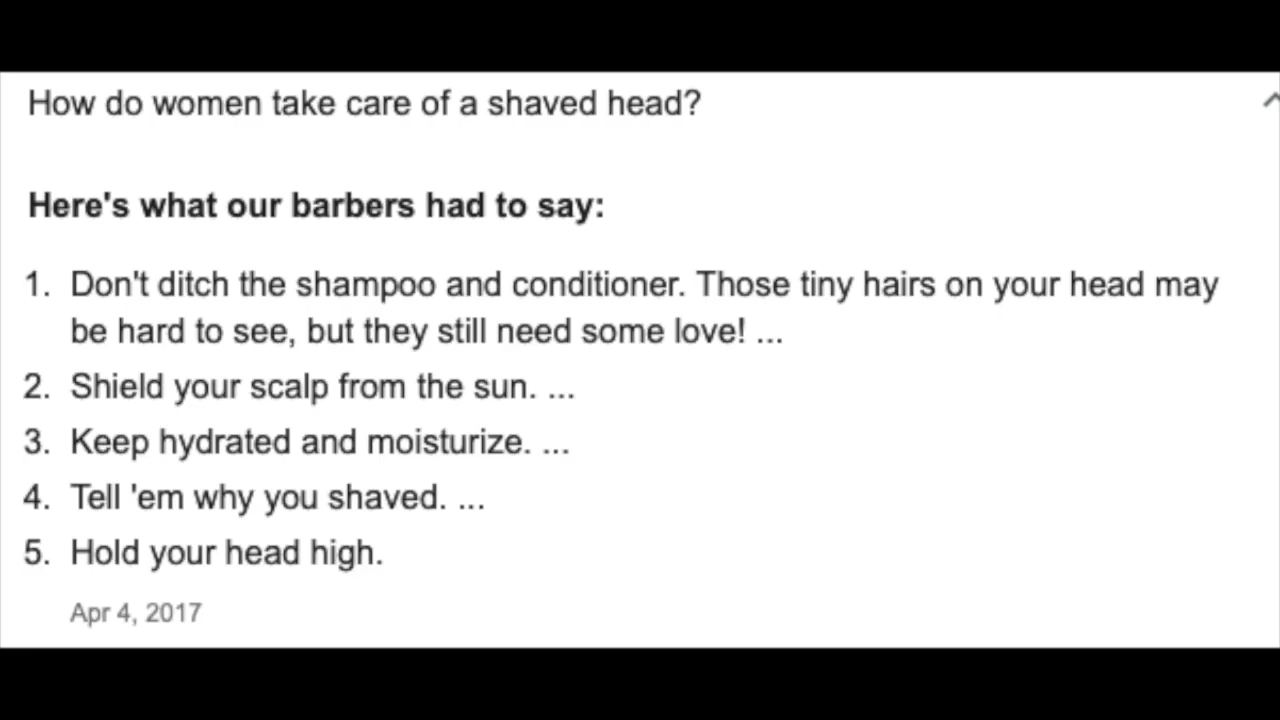 How do women take care of a shaved head?
Here's what our barbers had to say:
1. Don't ditch the shampoo and conditioner. Those tiny hairs on your head may
be hard to see, but they still need some love! ...
2. Shield your scalp from the sun. ...
3. Keep hydrated and moisturize. ...
4. Tell 'em why you shaved. ...
5. Hold your head high.
Apr 4, 2017